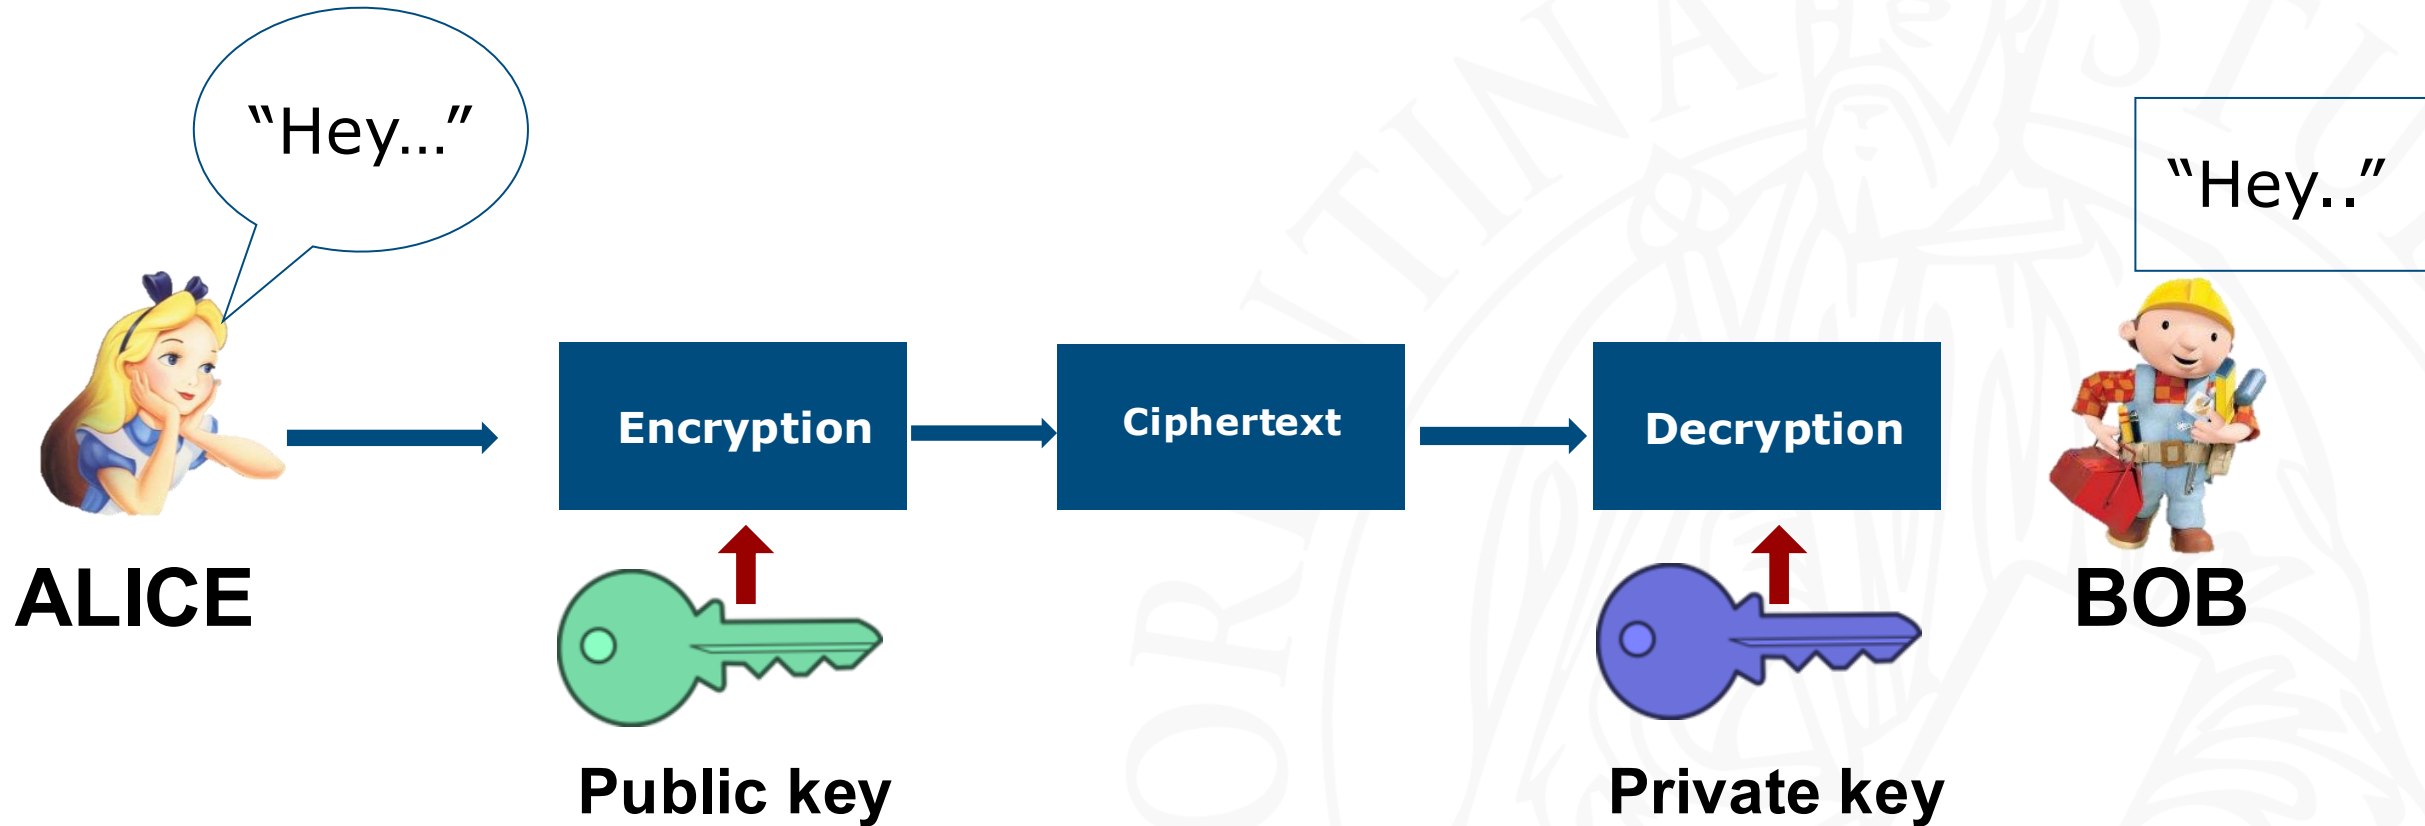 “Hey...”
“Hey..”
Encryption
Ciphertext
Decryption
ALICE
BOB
Public key
Private key